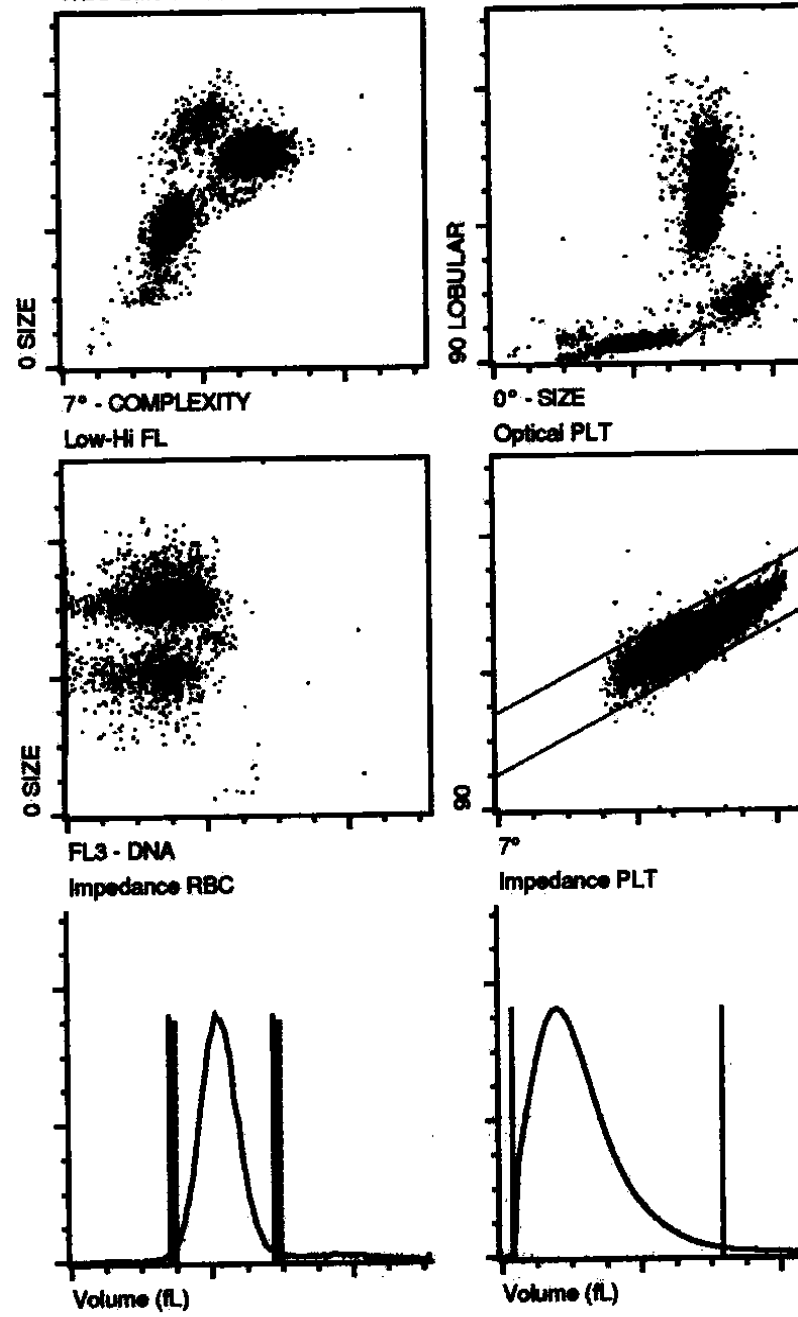 0 SIZE
90 LOBULAR
7° - COMPLEXITY
0° - SIZE
Low-Hi FL
Optical PLT
0 SIZE
90
FL3 - DNA
7°
Impedance RBC
Impedance PLT
Volume (fL)
Volume (fL)